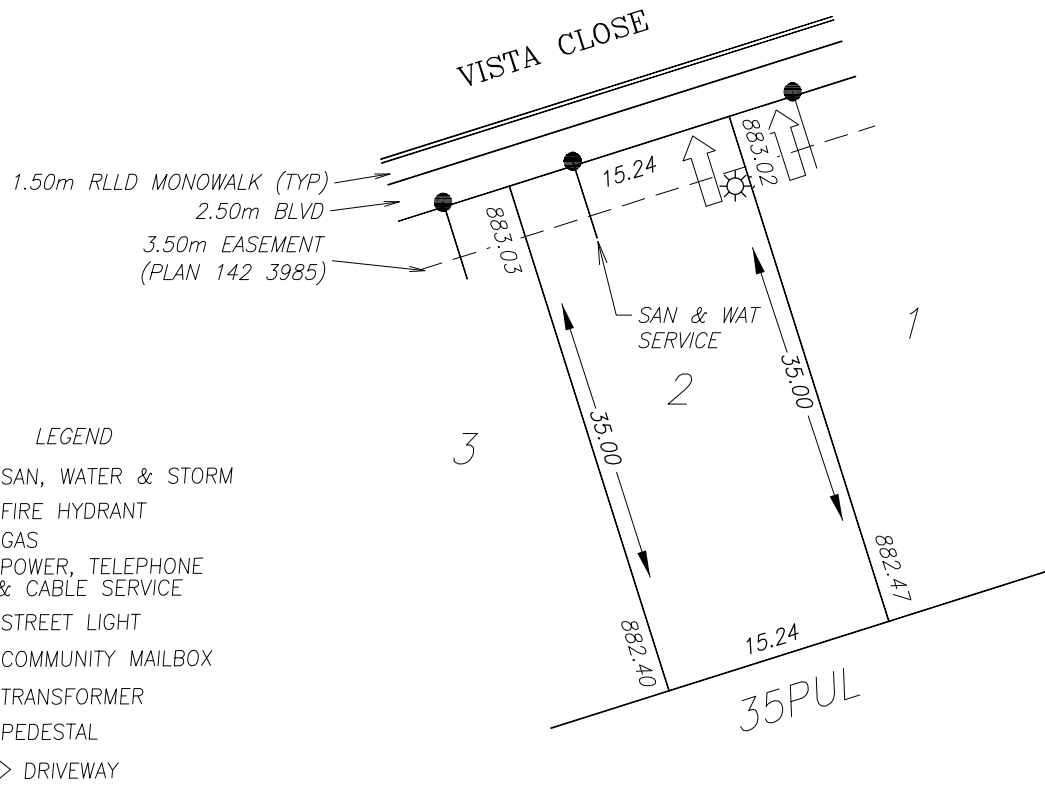 VISTA CLOSE
1.50m RLLD MONOWALK (TYP)
2.50m BLVD
3.50m EASEMENT
(PLAN 142 3985)
15.24
883.02
883.03
SAN & WAT
SERVICE
1
2
3
35.00
35.00
882.47
882.40
15.24
35PUL
LEGEND
SAN, WATER & STORM
FIRE HYDRANT
GAS
POWER, TELEPHONE
& CABLE SERVICE
STREET LIGHT
COMMUNITY MAILBOX
TRANSFORMER
PEDESTAL
DRIVEWAY